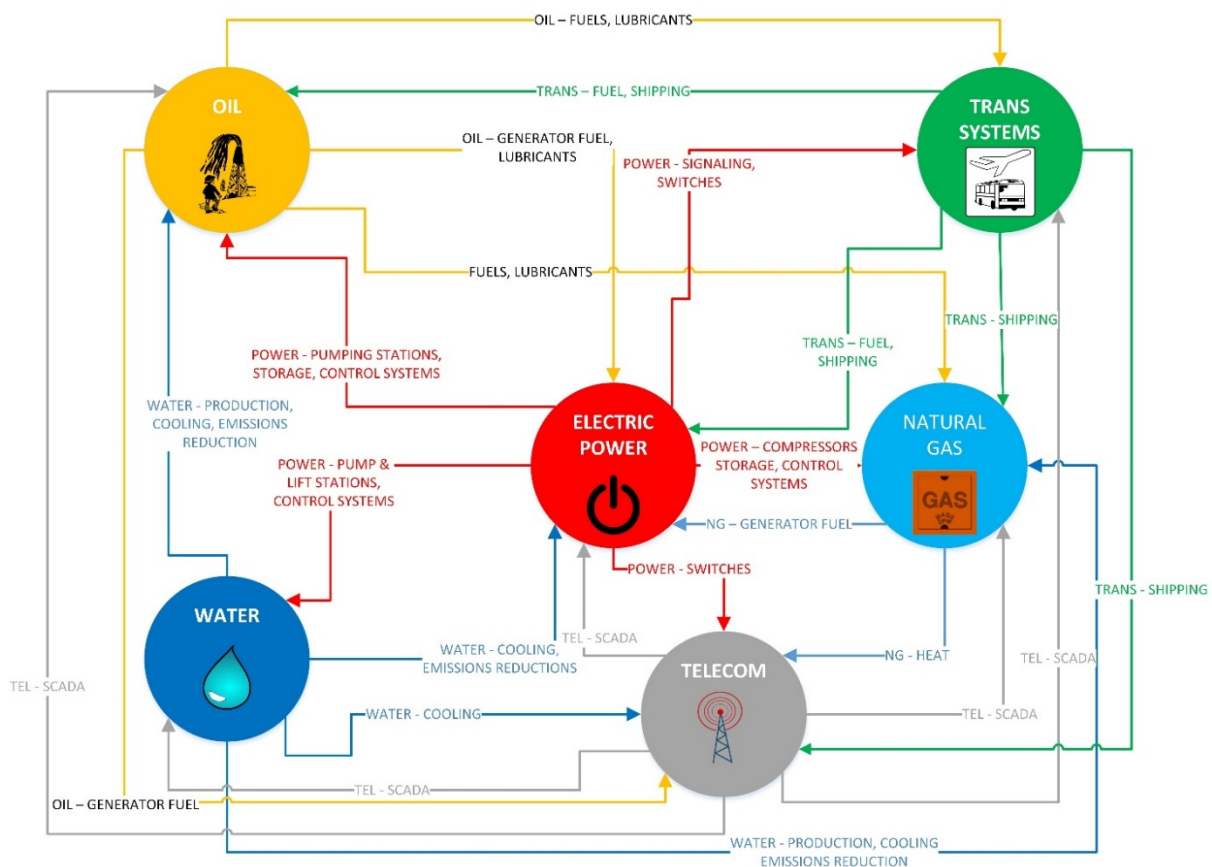 OIL – FUELS, LUBRICANTS
OIL
TRANS – FUEL, SHIPPING
TRANS
SYSTEMS
OIL – GENERATOR FUEL,
LUBRICANTS
POWER - SIGNALING,
SWITCHES
FUELS, LUBRICANTS
TRANS - SHIPPING
TRANS – FUEL,
SHIPPING
POWER - PUMPING STATIONS,
STORAGE, CONTROL SYSTEMS
WATER - PRODUCTION,
COOLING, EMISSIONS
REDUCTION
ELECTRIC
POWER
NATURAL
GAS
POWER – COMPRESSORS
STORAGE, CONTROL
SYSTEMS
POWER - PUMP &
LIFT STATIONS,
CONTROL SYSTEMS
GAS
NG – GENERATOR FUEL
POWER - SWITCHES
TRANS - SHIPPING
WATER
TEL - SCADA
WATER - COOLING,
EMISSIONS REDUCTIONS
NG - HEAT
TEL - SCADA
TELECOM
TEL - SCADA
WATER - COOLING
TEL - SCADA
TEL - SCADA
OIL – GENERATOR FUEL
WATER - PRODUCTION, COOLING
EMISSIONS REDUCTION